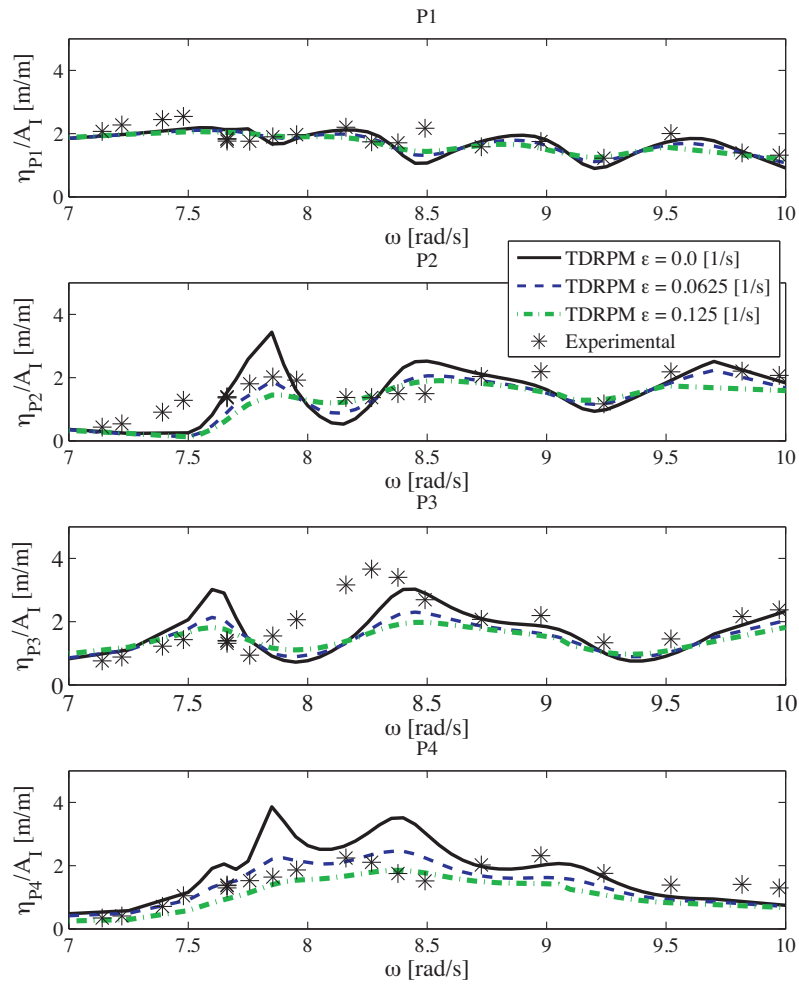 P1
η_P1/A_I [m/m]
4
2
0
7 7.5 8 8.5 9 9.5 10
ω [rad/s]
TDRPM ε = 0.0 [1/s]
TDRPM ε = 0.0625 [1/s]
TDRPM ε = 0.125 [1/s]
Experimental
P2
η_P2/A_I [m/m]
4
2
0
7 7.5 8 8.5 9 9.5 10
ω [rad/s]
P3
η_P3/A_I [m/m]
4
2
0
7 7.5 8 8.5 9 9.5 10
ω [rad/s]
P4
η_P4/A_I [m/m]
4
2
0
7 7.5 8 8.5 9 9.5 10
ω [rad/s]